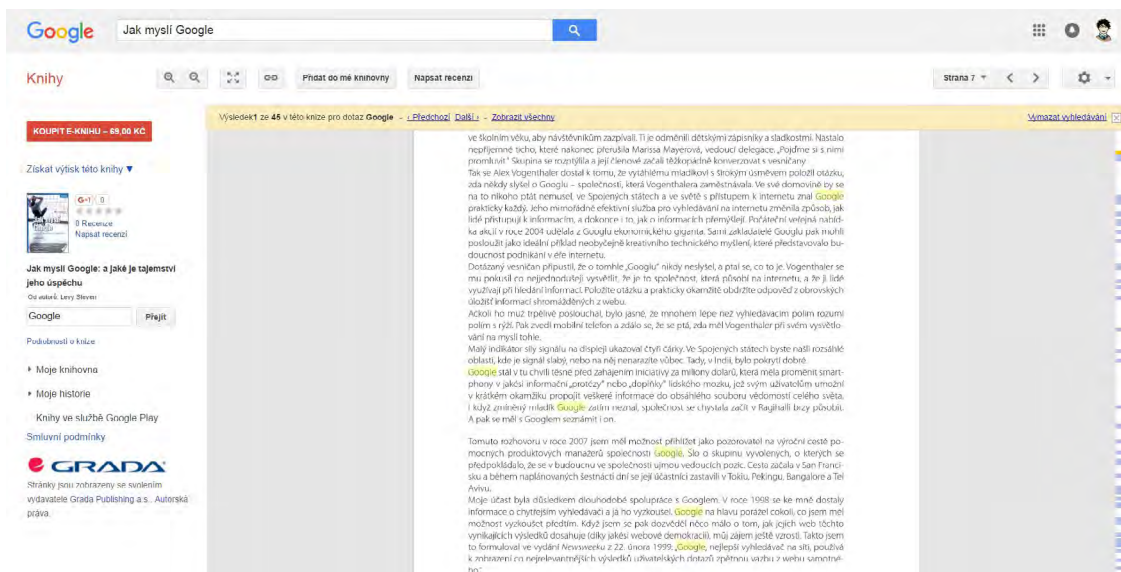 Google
Jak myslí Google
Knihy
Přidat do mé knihovny
Napsat recenzi
Strana 7
KOUPIT E-KNIHU – 69,00 KČ
Výsledek1 ze 45 v této knize pro dotaz Google - ‹ Předchozí Další › - Zobrazit všechny
Vymazat vyhledávání
Získat výtisk této knihy ▼
G+1 0
0 Recenze
Napsat recenzi
Jak myslí Google: a jaké je tajemství
jeho úspěchu
Od autorů: Levy Steven
Google
Přejít
Podrobnosti o knize
Moje knihovna
Moje historie
Knihy ve službě Google Play
Smluvní podmínky
GRADA
Stránky jsou zobrazeny se svolením
vydavatele Grada Publishing a.s.. Autorská
práva.
ve školním věku, aby návštěvníkům zazpívali. Ti je odměnili dětskými zápisníky a sladkostmi. Nastalo
nepříjemné ticho, které nakonec přerušila Marissa Mayerová, vedoucí delegace. „Pojďme si s nimi
promluvit“ Skupina se rozptýlila a její členové začali těžkopádně konverzovat s vesničany.
Tak se Alex Vogenthaler dostal k tomu, že vytáhlému mladíkovi s širokým úsměvem položil otázku,
zda někdy slyšel o Googlu – společnosti, která Vogenthalera zaměstnávala. Ve své domovině by se
na to nikoho ptát nemusel, ve Spojených státech a ve světě s přístupem k internetu znal Google
prakticky každý. Jeho mimořádně efektivní služba pro vyhledávání na internetu změnila způsob, jak
lidé přistupují k informacím, a dokonce i to, jak o informacích přemýšlejí. Počáteční veřejná nabíd-
ka akcií v roce 2004 udělala z Googlu ekonomického giganta. Sami zakladatelé Googlu pak mohli
posloužit jako ideální příklad neobyčejně kreativního technického myšlení, které představovalo bu-
doucnost podnikání v éře internetu.
Dotázaný vesničan připustil, že o tomhle „Googlu“ nikdy neslyšel, a ptal se, co to je. Vogenthaler se
mu pokusil co nejjednodušeji vysvětlit, že je to společnost, která působí na internetu, a že ji lidé
využívají při hledání informací. Položíte otázku a prakticky okamžitě obdržíte odpověď z obrovských
úložišť informací shromážděných z webu.
Ačkoli ho muž trpělivě poslouchal, bylo jasné, že mnohem lépe než vyhledávacím polím rozumí
polím s rýží. Pak zvedl mobilní telefon a zdálo se, že se ptá, zda měl Vogenthaler při svém vysvětlo-
vání na mysli tohle.
Malý indikátor síly signálu na displeji ukazoval čtyři čárky. Ve Spojených státech byste našli rozsáhlé
oblasti, kde je signál slabý, nebo na něj nenarazíte vůbec. Tady, v Indii, bylo pokrytí dobré.
Google stál v tu chvíli těsně před zahájením iniciativy za miliony dolarů, která měla proměnit smart-
phony v jakési informační „protézy“ nebo „doplňky“ lidského mozku, jež svým uživatelům umožní
v krátkém okamžiku propojit veškeré informace do obsáhlého souboru vědomostí celého světa.
I když zmíněný mladík Google zatím neznal, společnost se chystala začít v Ragihalli brzy působit.
A pak se měl s Googlem seznámit i on.
Tomuto rozhovoru v roce 2007 jsem měl možnost přihlížet jako pozorovatel na výroční cestě po-
mocných produktových manažerů společnosti Google. Šlo o skupinu vyvolených, o kterých se
předpokládalo, že se v budoucnu ve společnosti ujmou vedoucích pozic. Cesta začala v San Franci-
sku a během naplánovaných šestnácti dní se její účastníci zastavili v Tokiu, Pekingu, Bangalore a Tel
Avivu.
Moje účast byla důsledkem dlouhodobé spolupráce s Googlem. V roce 1998 se ke mně dostaly
informace o chytřejším vyhledávači a já ho vyzkoušel. Google na hlavu porážel cokoli, co jsem měl
možnost vyzkoušet předtím. Když jsem se pak dozvěděl něco málo o tom, jak jejich web těchto
vynikajících výsledků dosahuje (díky jakési webové demokracii), můj zájem ještě vzrostl. Takto jsem
to formuloval ve vydání Newsweeku z 22. února 1999: „Google, nejlepší vyhledávač na síti, používá
k zobrazení co nejrelevantnějších výsledků uživatelských dotazů zpětnou vazbu z webu samotné-
ho.“